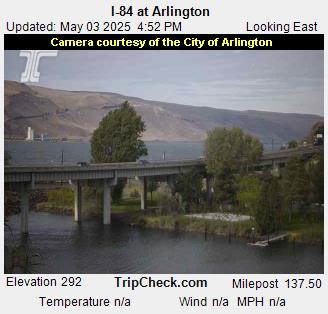 I-84 at Arlington
Updated: May 03 2025 4:52 PM Looking East
Camera courtesy of the City of Arlington
Elevation 292 TripCheck.com Milepost 137.50
Temperature n/a Wind n/a MPH n/a